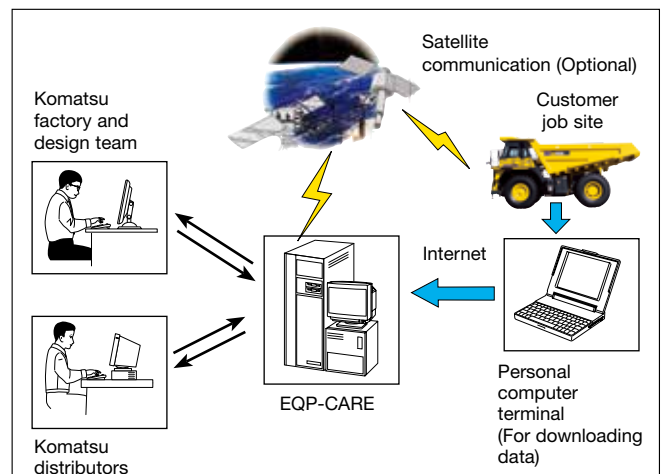 Satellite
communication (Optional)
Komatsu
factory and
design team
Customer
job site
Internet
EQP-CARE
Personal
computer
terminal
(For downloading
data)
Komatsu
distributors